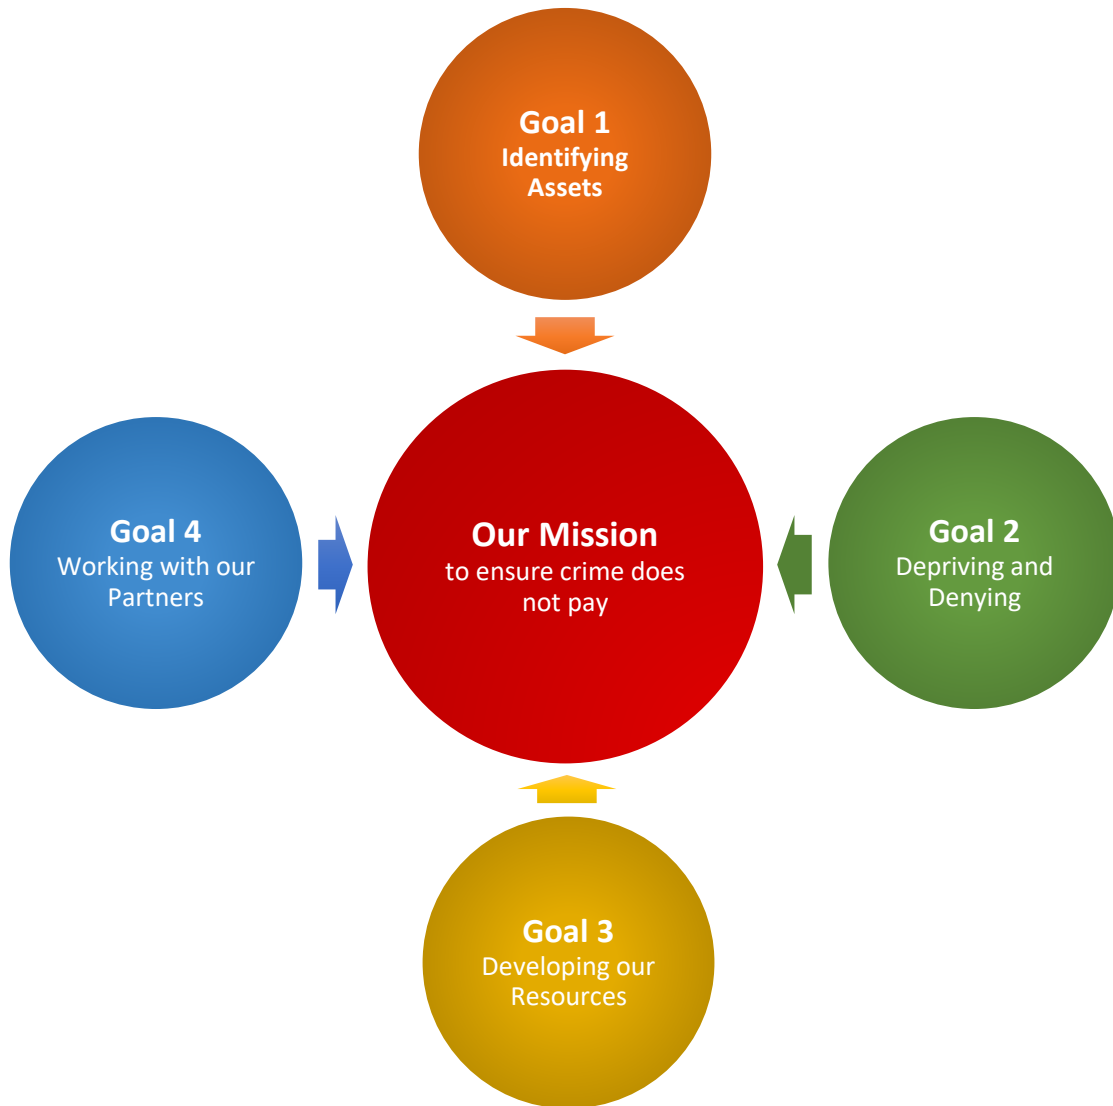 Goal 1
Identifying
Assets
Goal 4
Working with our
Partners
Our Mission
to ensure crime does
not pay
Goal 2
Depriving and
Denying
Goal 3
Developing our
Resources